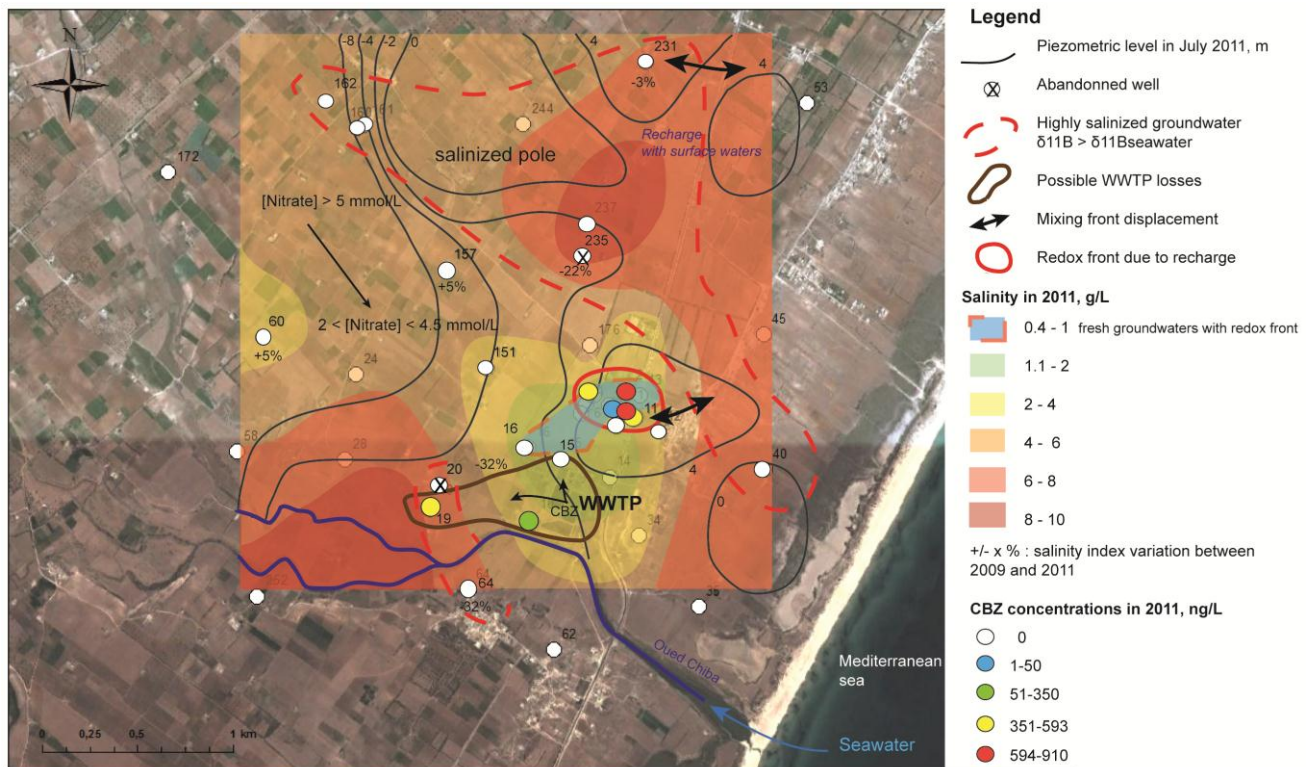 N
-8 -4 -2 0
4
231
-3%
4
53
162
161
244
172
Recharge
with surface waters
salinized pole
[Nitrate] > 5 mmol/L
237
235
-22%
157
+5%
60
+5%
2 < [Nitrate] < 4.5 mmol/L
176
45
24
151
11
58
28
16
15
-32%
14
4
40
0
20
WWTP
CBZ
19
34
64
-32%
35
62
Oued Chiba
Mediterranean
sea
Seawater
0 0,25 0,5 1 km
Legend
Piezometric level in July 2011, m
Abandonned well
Highly salinized groundwater
δ11B > δ11Bseawater
Possible WWTP losses
Mixing front displacement
Redox front due to recharge
Salinity in 2011, g/L
0.4 - 1 fresh groundwaters with redox front
1.1 - 2
2 - 4
4 - 6
6 - 8
8 - 10
+/- x % : salinity index variation between
2009 and 2011
CBZ concentrations in 2011, ng/L
0
1-50
51-350
351-593
594-910